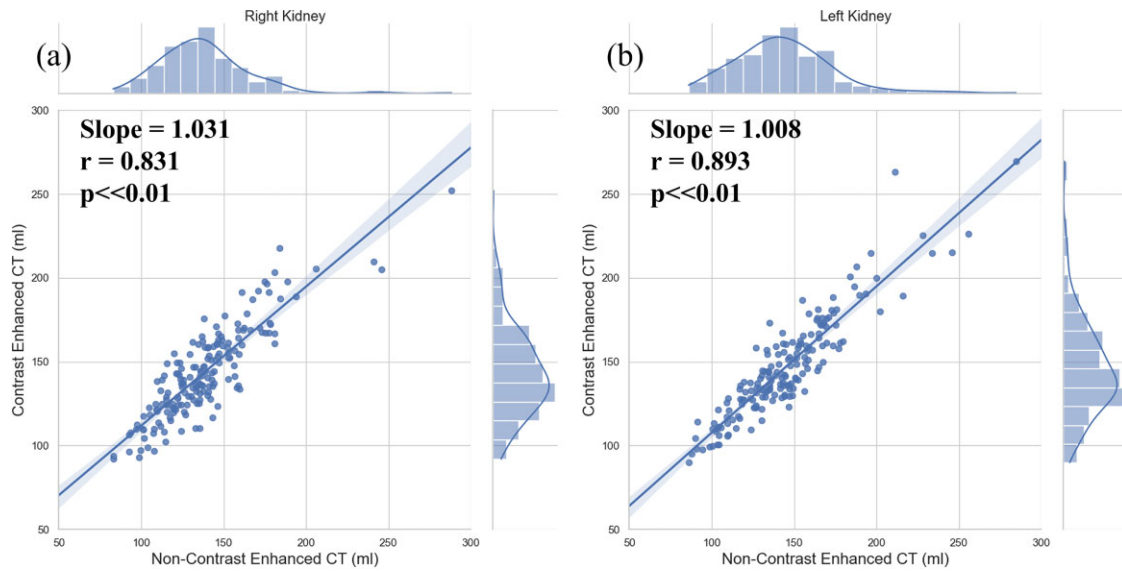 Right Kidney
(a)
Slope = 1.031
r = 0.831
p<<0.01
300
250
200
150
100
50
Contrast Enhanced CT (ml)
50
100
150
200
250
300
Non-Contrast Enhanced CT (ml)
Left Kidney
(b)
Slope = 1.008
r = 0.893
p<<0.01
300
250
200
150
100
50
Contrast Enhanced CT (ml)
50
100
150
200
250
300
Non-Contrast Enhanced CT (ml)